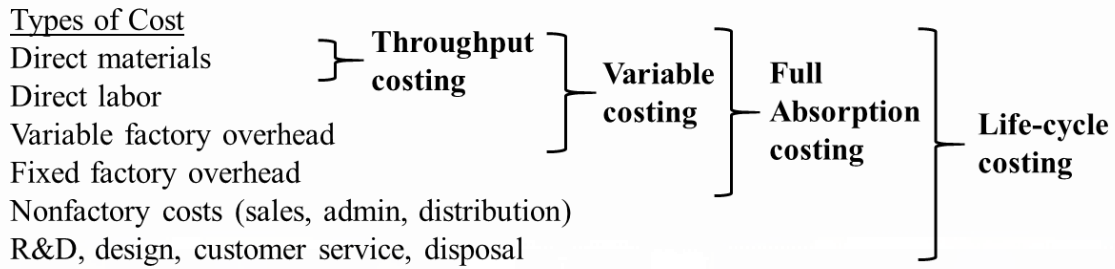 Types of Cost
Direct materials
Direct labor
Variable factory overhead
Fixed factory overhead
Nonfactory costs (sales, admin, distribution)
R&D, design, customer service, disposal
Throughput
costing
Variable
costing
Full
Absorption
costing
Life-cycle
costing